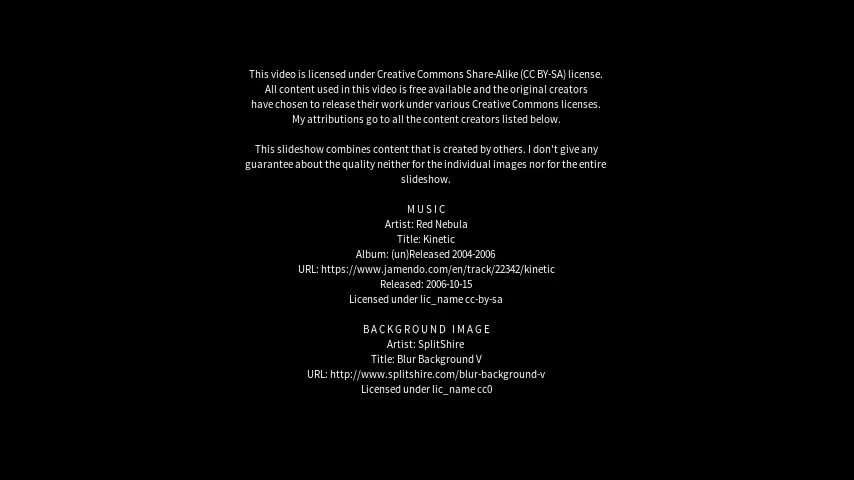 This video is licensed under Creative Commons Share-Alike (CC BY-SA) license.
All content used in this video is free available and the original creators
have chosen to release their work under various Creative Commons licenses.
My attributions go to all the content creators listed below.
This slideshow combines content that is created by others. I don't give any
guarantee about the quality neither for the individual images nor for the entire
slideshow.
MUSIC
Artist: Red Nebula
Title: Kinetic
Album: (un)Released 2004-2006
URL: https://www.jamendo.com/en/track/22342/kinetic
Released: 2006-10-15
Licensed under lic_name cc-by-sa
BACKGROUND IMAGE
Artist: SplitShire
Title: Blur Background V
URL: http://www.splitshire.com/blur-background-v
Licensed under lic_name cc0